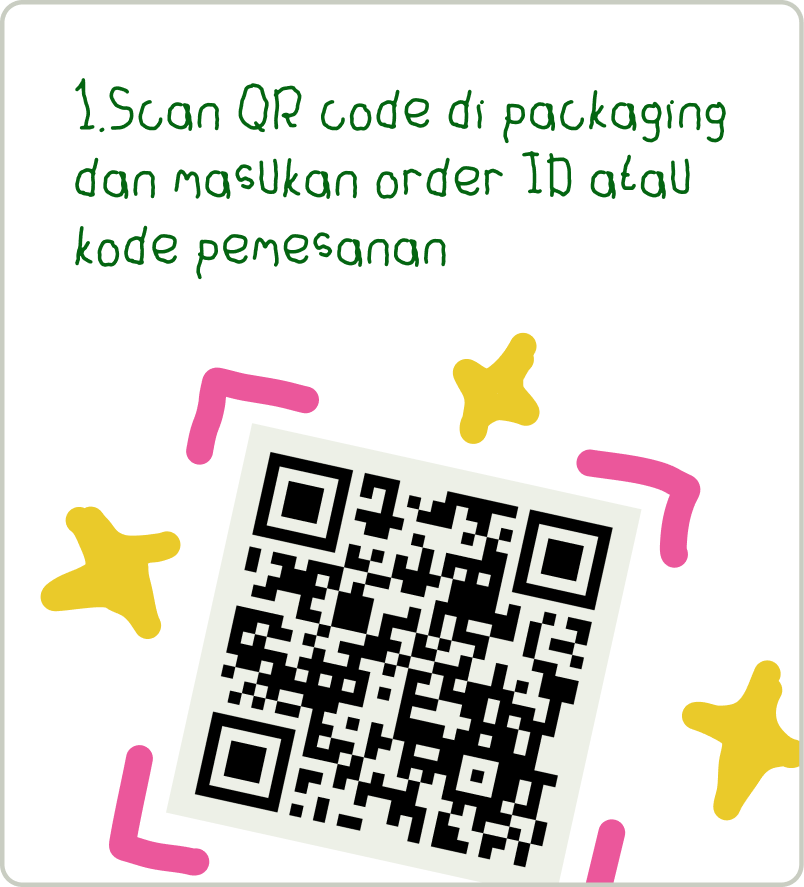 1.Scan QR code di packaging
dan masukan order ID atau
kode pemesanan